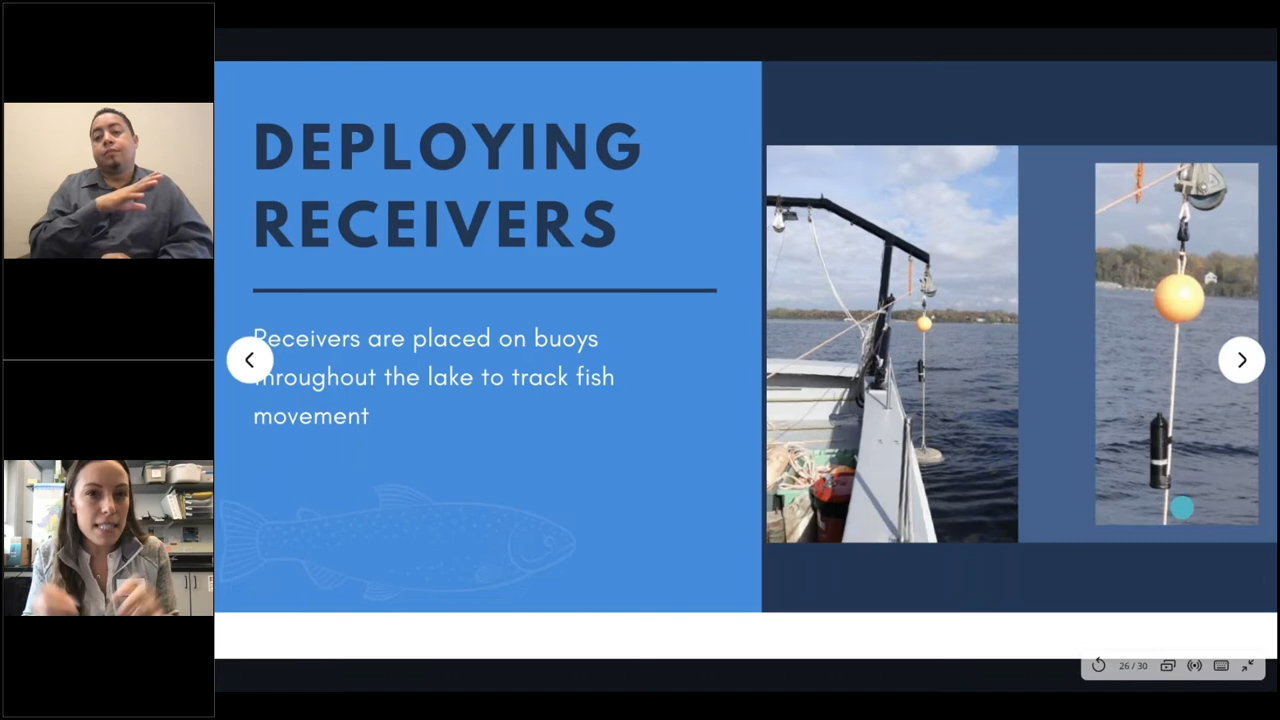 DEPLOYING
RECEIVERS
Receivers are placed on buoys
throughout the lake to track fish
movement
26 / 30